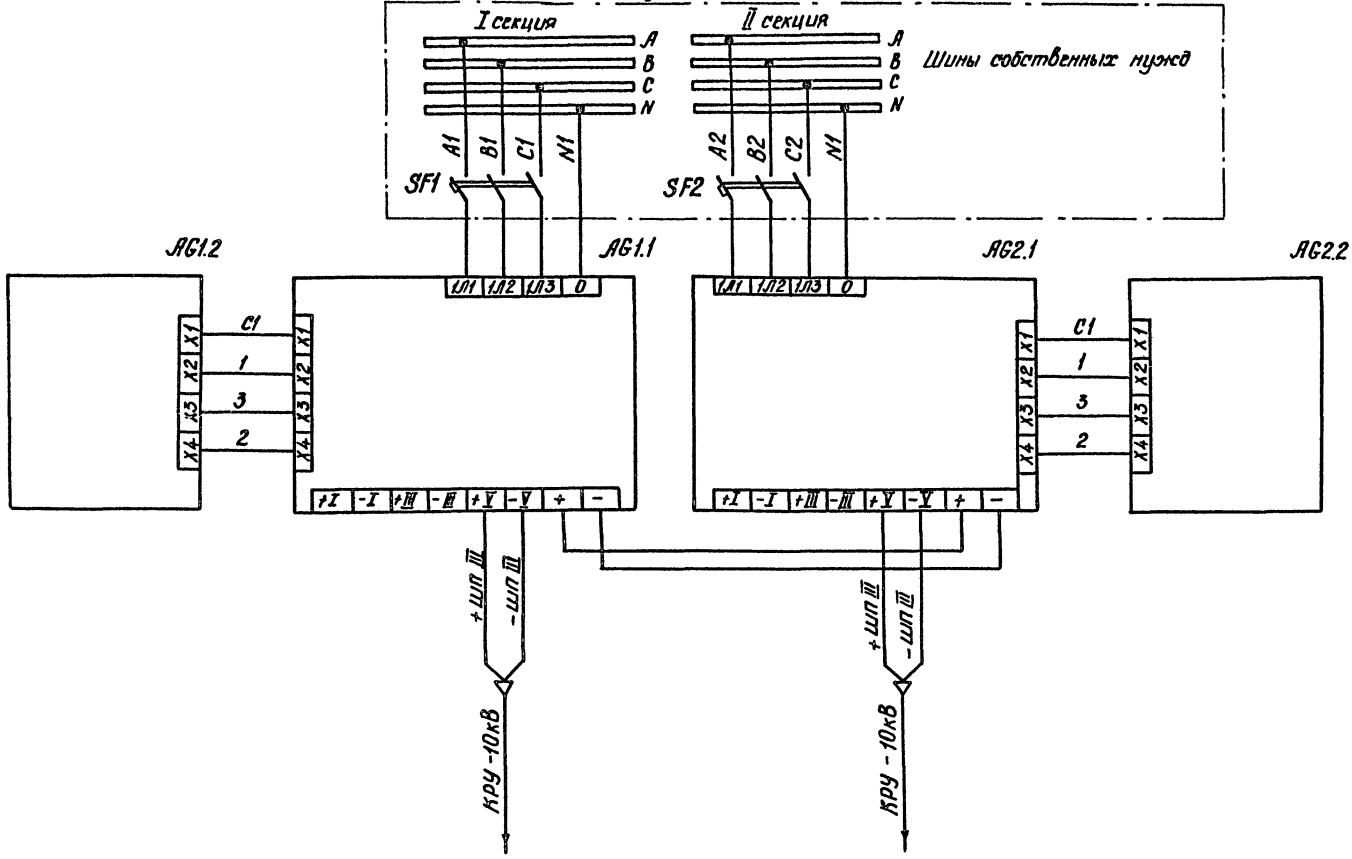 I секция
II секция
A
B
C
N
A
B
C
N
Шины собственных нужд
A1
B1
C1
N1
A2
B2
C2
N1
SF1
SF2
AG1.2
AG1.1
AG2.1
AG2.2
1Л1 1Л2 1Л3 0
1Л1 1Л2 1Л3 0
X1 C1 X1
X2 1 X2
X3 3 X3
X4 2 X4
X1 C1 X1
X2 1 X2
X3 3 X3
X4 2 X4
+I -I +III -III +V -V + -
+I -I +III -III +V -V + -
+ШП III
-ШП III
+ШП III
-ШП III
КРУ-10кВ
КРУ-10кВ